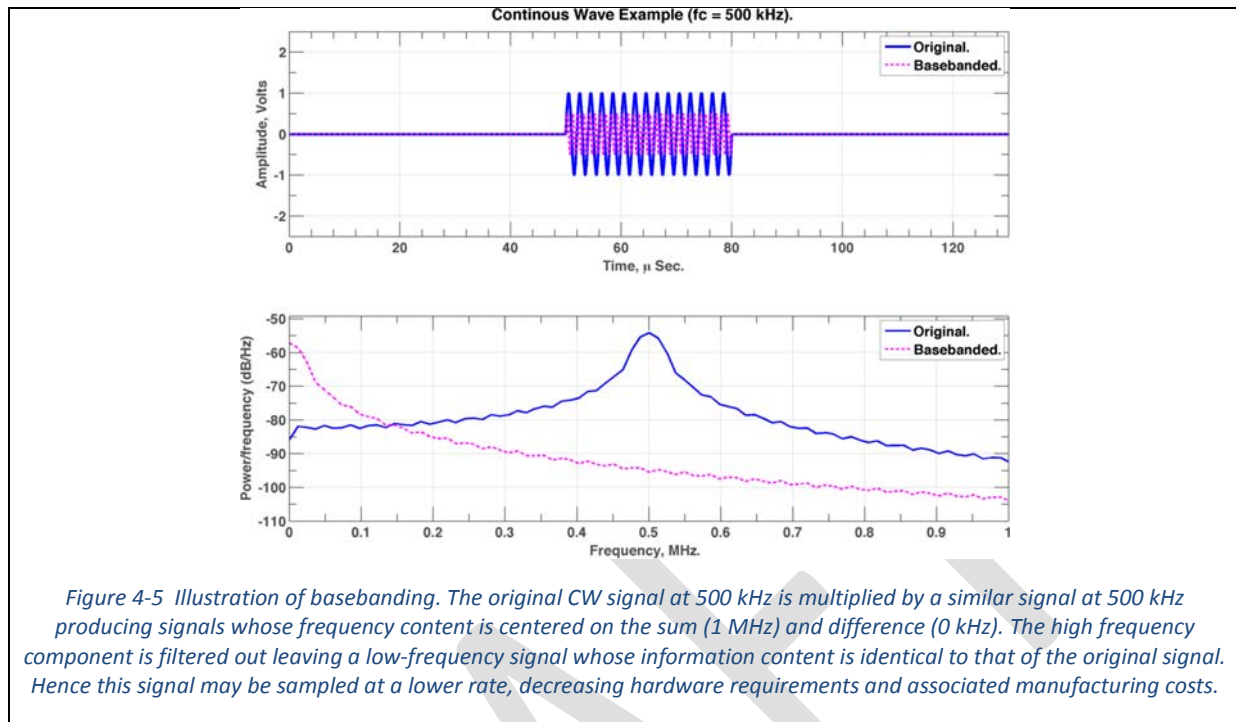 Continous Wave Example (fc = 500 kHz).
Original.
Basebanded.
Amplitude, Volts
2
1
0
-1
-2
0 20 40 60 80 100 120
Time, μ Sec.
Original.
Basebanded.
Power/frequency (dB/Hz)
-50
-60
-70
-80
-90
-100
-110
0 0.1 0.2 0.3 0.4 0.5 0.6 0.7 0.8 0.9 1
Frequency, MHz.
Figure 4-5 Illustration of basebanding. The original CW signal at 500 kHz is multiplied by a similar signal at 500 kHz
producing signals whose frequency content is centered on the sum (1 MHz) and difference (0 kHz). The high frequency
component is filtered out leaving a low-frequency signal whose information content is identical to that of the original signal.
Hence this signal may be sampled at a lower rate, decreasing hardware requirements and associated manufacturing costs.